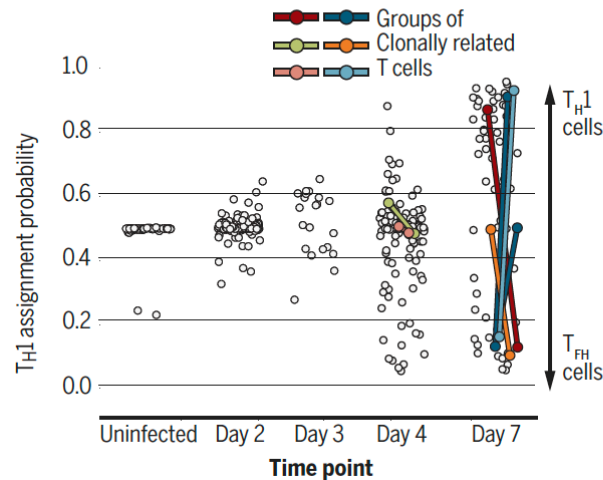 Groups of
Clonally related
T cells
1.0
0.8
0.6
0.4
0.2
0.0
TH1 assignment probability
TH1
cells
TFH
cells
Uninfected Day 2 Day 3 Day 4 Day 7
Time point